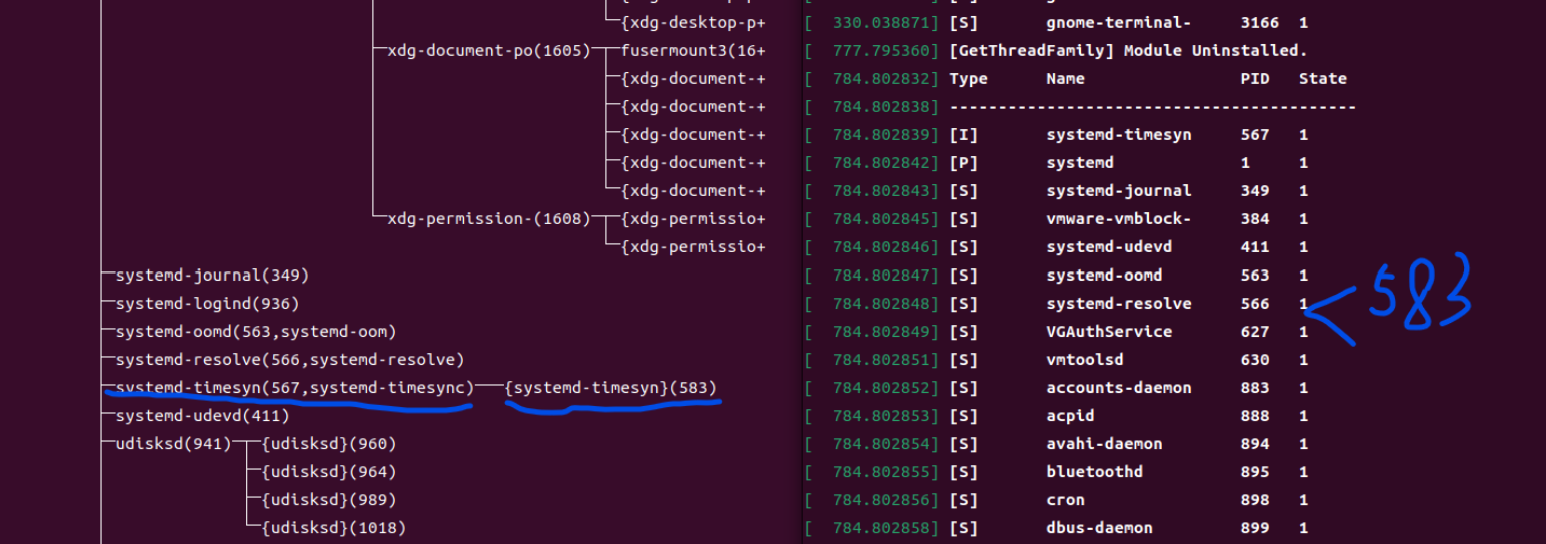 {xdg-desktop-p+
xdg-document-po(1605) fusermount3(16+
{xdg-document-+
{xdg-document-+
{xdg-document-+
{xdg-document-+
{xdg-document-+
xdg-permission-(1608) {xdg-permissio+
{xdg-permissio+
systemd-journal(349)
systemd-logind(936)
systemd-oomd(563,systemd-oom)
systemd-resolve(566,systemd-resolve)
systemd-timesyn(567,systemd-timesync) {systemd-timesyn}(583)
systemd-udevd(411)
udisksd(941) {udisksd}(960)
{udisksd}(964)
{udisksd}(989)
{udisksd}(1018)
[  330.038871] [S] gnome-terminal- 3166 1
[  777.795360] [GetThreadFamily] Module Uninstalled.
[  784.802832] Type Name PID State
[  784.802838] ------------------------------------------
[  784.802839] [I] systemd-timesyn 567 1
[  784.802842] [P] systemd 1 1
[  784.802843] [S] systemd-journal 349 1
[  784.802845] [S] vmware-vmblock- 384 1
[  784.802846] [S] systemd-udevd 411 1
[  784.802847] [S] systemd-oomd 563 1
[  784.802848] [S] systemd-resolve 566 1
<583
[  784.802849] [S] VGAuthService 627 1
[  784.802851] [S] vmtoolsd 630 1
[  784.802852] [S] accounts-daemon 883 1
[  784.802853] [S] acpid 888 1
[  784.802854] [S] avahi-daemon 894 1
[  784.802855] [S] bluetoothd 895 1
[  784.802856] [S] cron 898 1
[  784.802858] [S] dbus-daemon 899 1